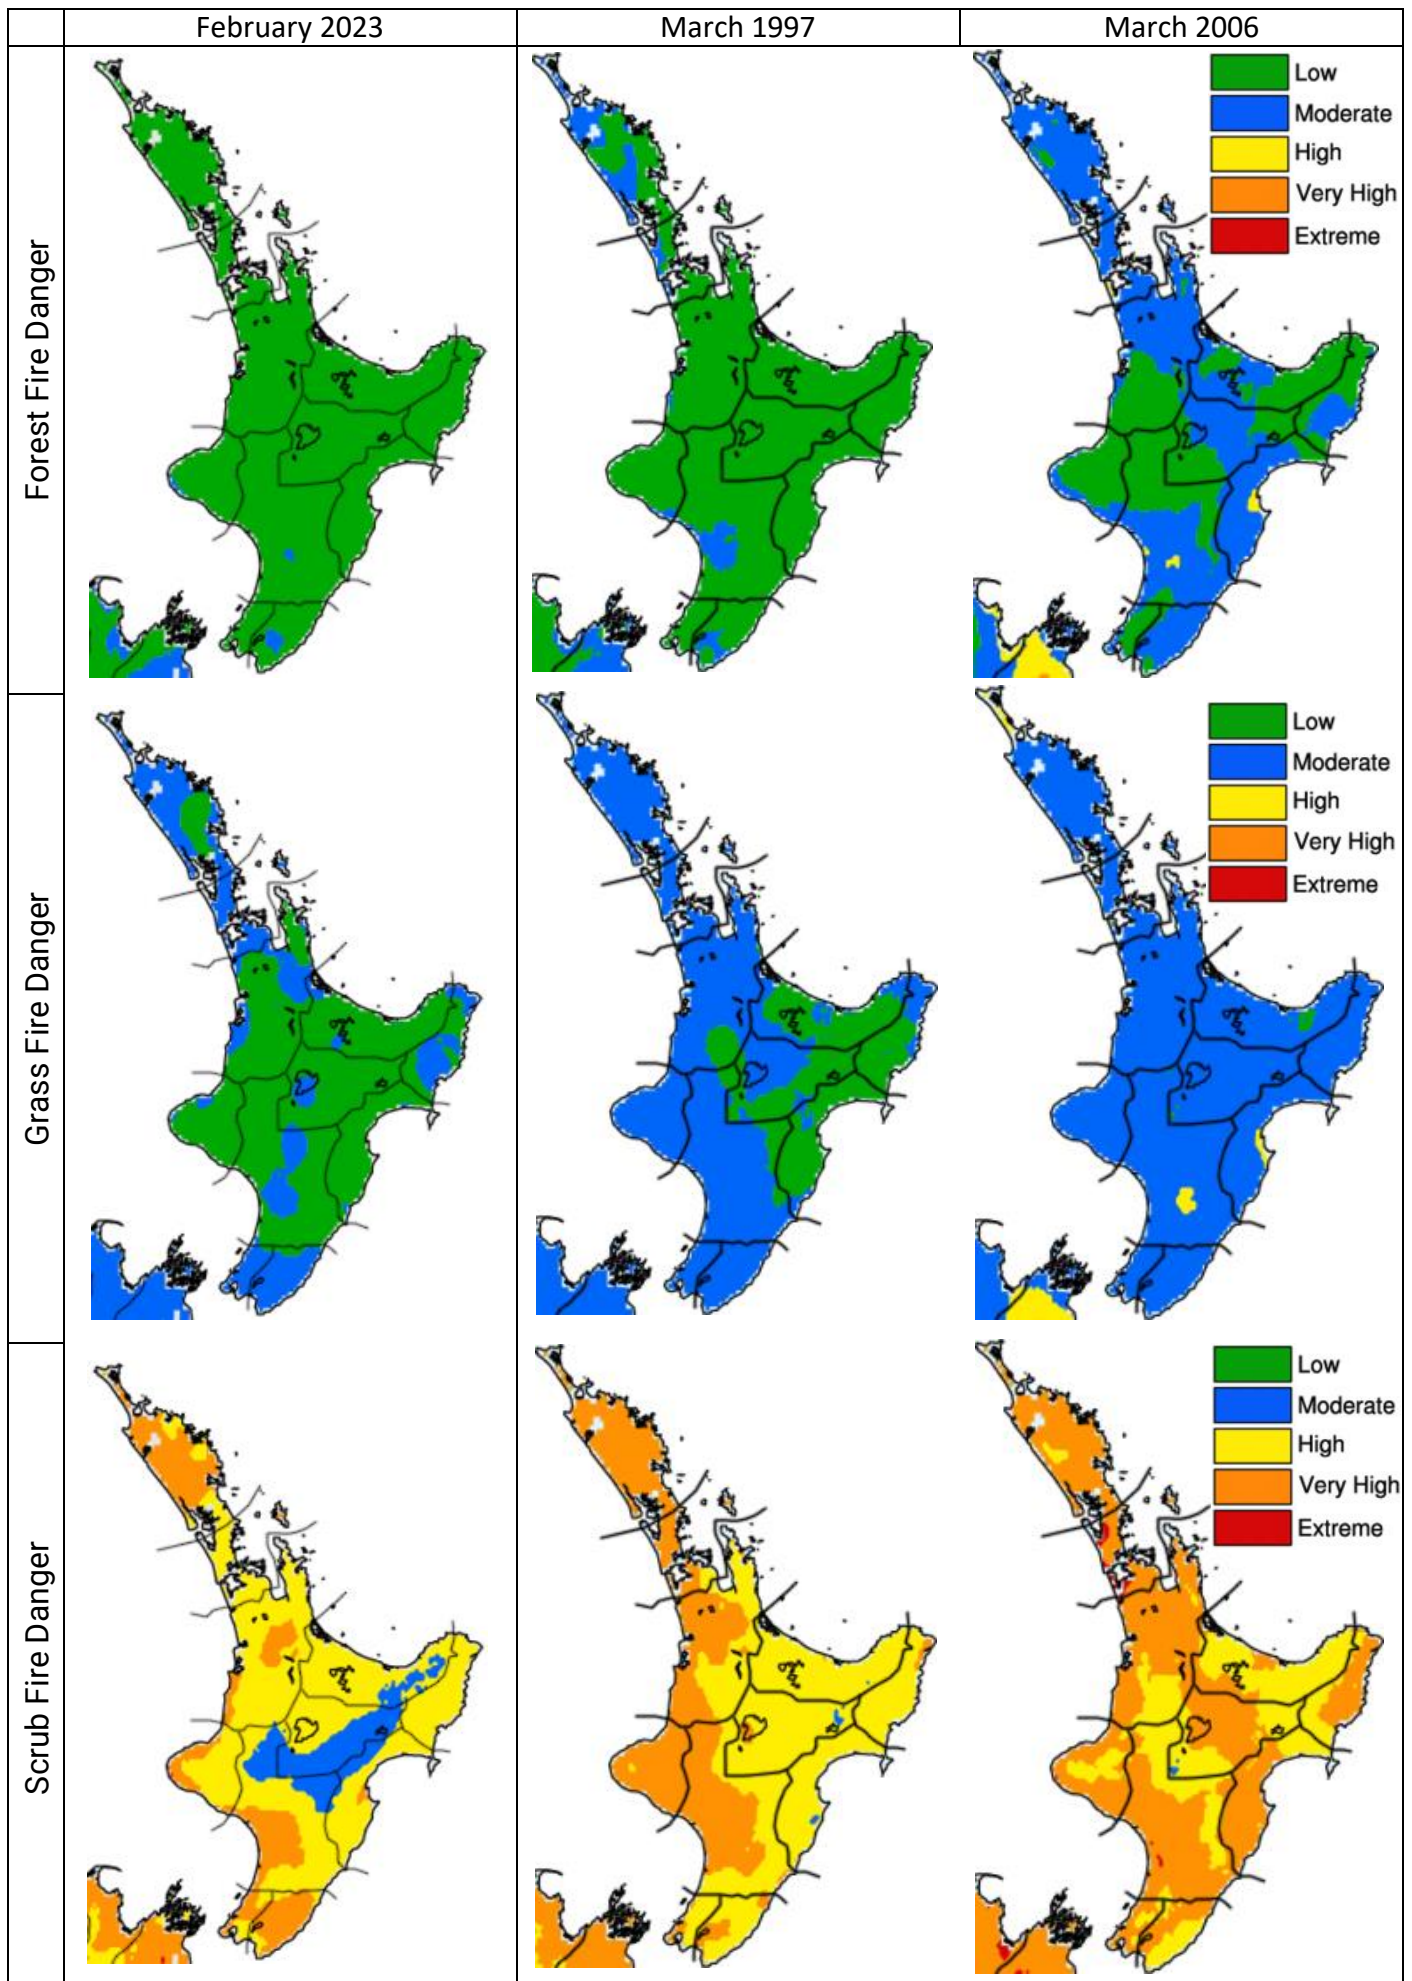 February 2023
March 1997
March 2006
Forest Fire Danger
Low
Moderate
High
Very High
Extreme
Grass Fire Danger
Low
Moderate
High
Very High
Extreme
Scrub Fire Danger
Low
Moderate
High
Very High
Extreme